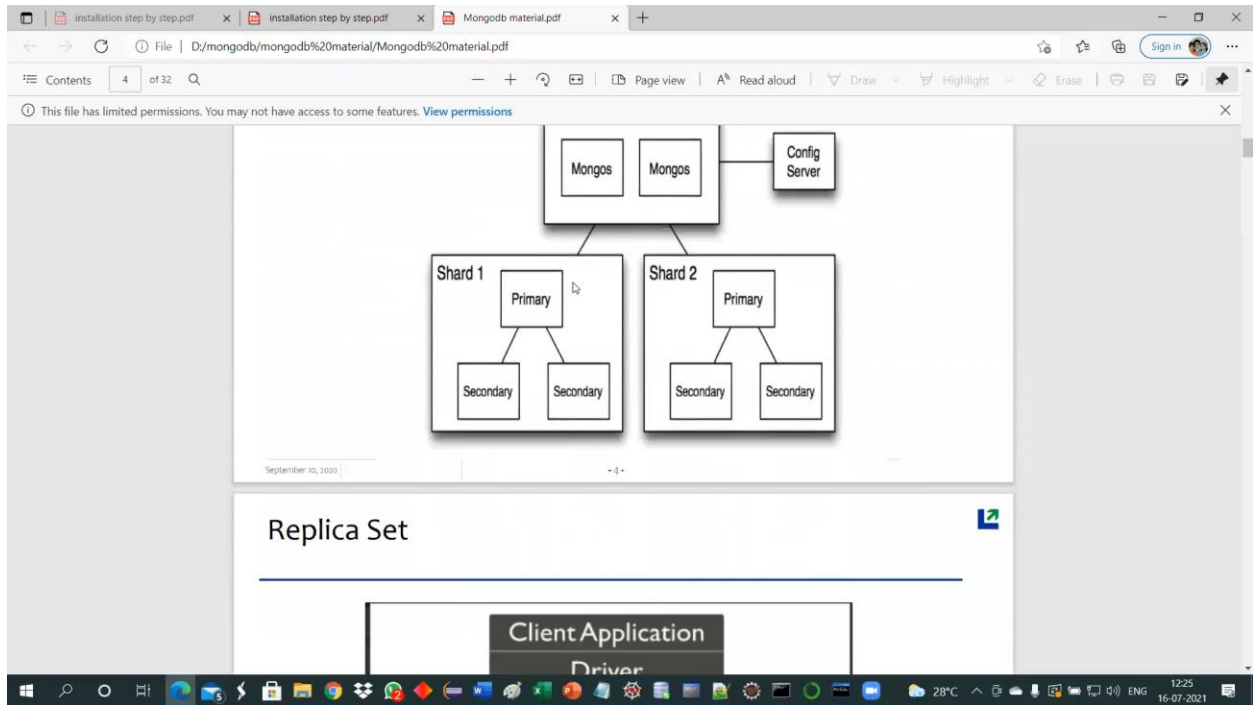 installation step by step.pdf
installation step by step.pdf
Mongodb material.pdf
File | D:/mongodb/mongodb%20material/Mongodb%20material.pdf
Sign in
Contents
4 of 32
Page view
Read aloud
Draw
Highlight
Erase
This file has limited permissions. You may not have access to some features. View permissions
Mongos
Mongos
Config
Server
Shard 1
Primary
Secondary
Secondary
Shard 2
Primary
Secondary
Secondary
September 10, 2020
- 4 -
Replica Set
Client Application
Driver
28°C
ENG
12:25
16-07-2021